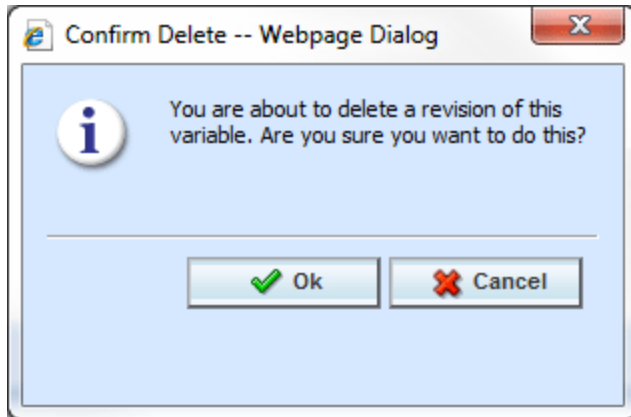 Confirm Delete -- Webpage Dialog
You are about to delete a revision of this
variable. Are you sure you want to do this?
Ok
Cancel